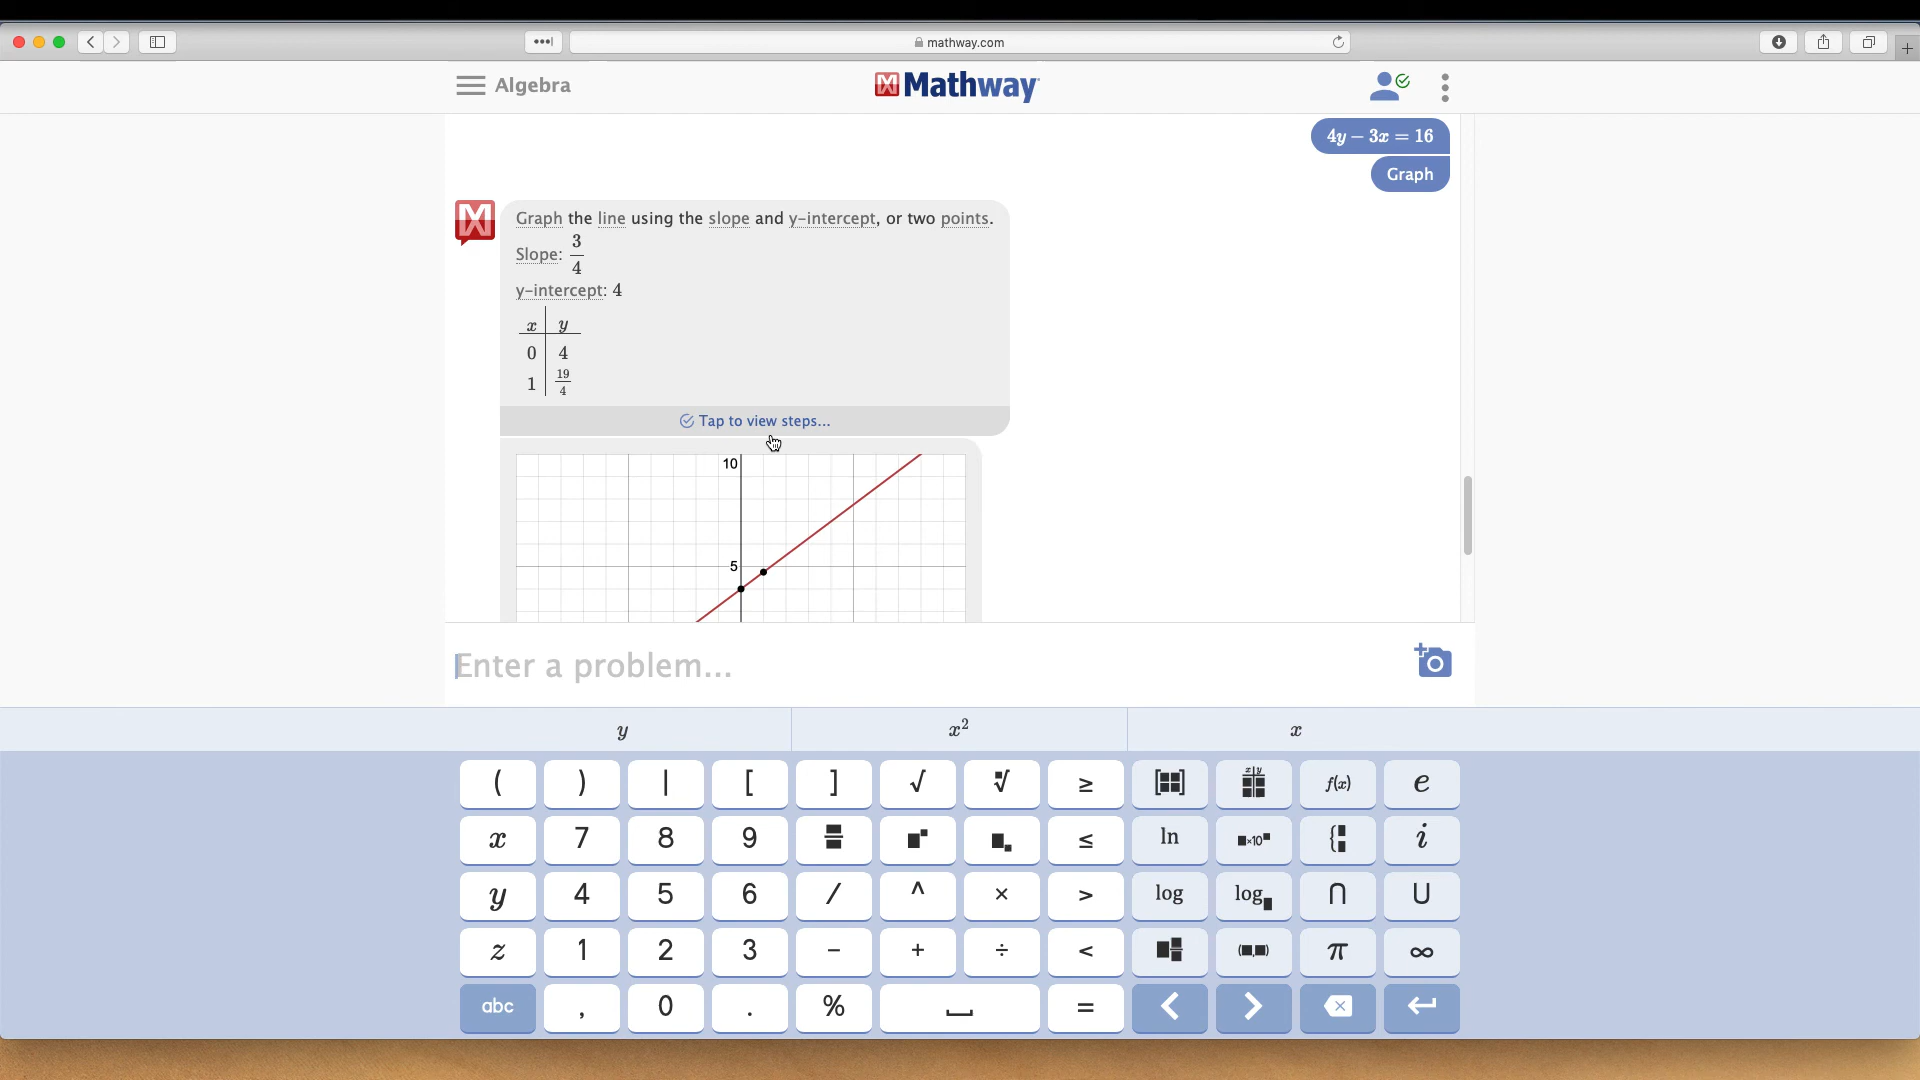 mathway.com
Algebra
Mathway
4y − 3x = 16
Graph
Graph the line using the slope and y-intercept, or two points.
Slope: 3/4
y-intercept: 4
x y
0 4
1 19/4
Tap to view steps...
10
5
Enter a problem...
y x² x
( ) | [ ] √ √ ≥ x y f(x) e
x 7 8 9 ≤ ln ×10 { i
y 4 5 6 / ^ × > log log ∩ ∪
z 1 2 3 − + ÷ < (,) π ∞
abc , 0 . % =